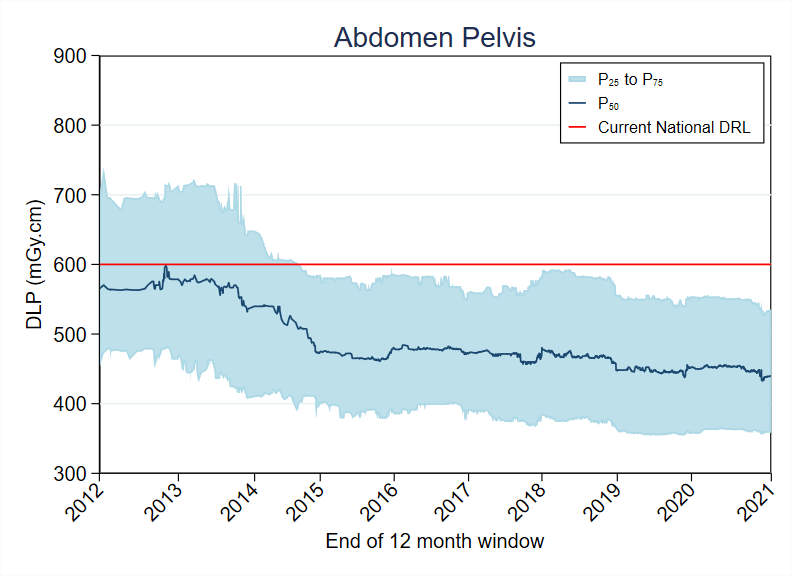 Abdomen Pelvis
900
800
700
600
500
400
300
DLP (mGy.cm)
P₂₅ to P₇₅
P₅₀
Current National DRL
2012 2013 2014 2015 2016 2017 2018 2019 2020 2021
End of 12 month window